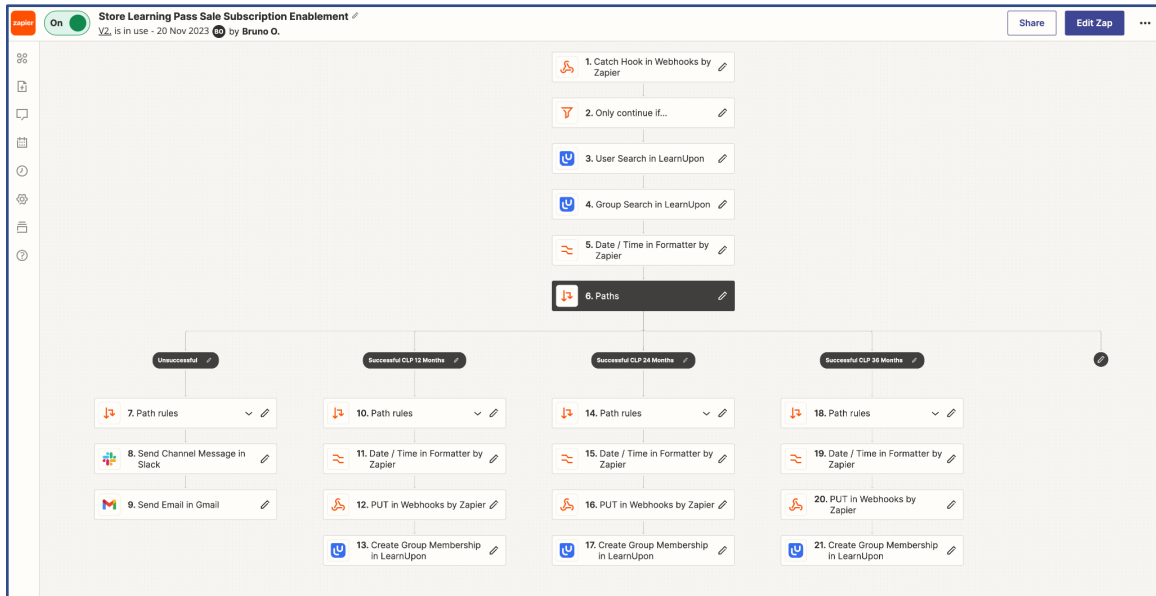 zapier
On
Store Learning Pass Sale Subscription Enablement
V2, is in use - 20 Nov 2023 BO by Bruno O.
Share
Edit Zap
1. Catch Hook in Webhooks by
Zapier
2. Only continue if...
3. User Search in LearnUpon
4. Group Search in LearnUpon
5. Date / Time in Formatter by
Zapier
6. Paths
Unsuccessful
7. Path rules
8. Send Channel Message in
Slack
9. Send Email in Gmail
Successful CLP 12 Months
10. Path rules
11. Date / Time in Formatter by
Zapier
12. PUT in Webhooks by Zapier
13. Create Group Membership
in LearnUpon
Successful CLP 24 Months
14. Path rules
15. Date / Time in Formatter by
Zapier
16. PUT in Webhooks by Zapier
17. Create Group Membership
in LearnUpon
Successful CLP 36 Months
18. Path rules
19. Date / Time in Formatter by
Zapier
20. PUT in Webhooks by
Zapier
21. Create Group Membership
in LearnUpon